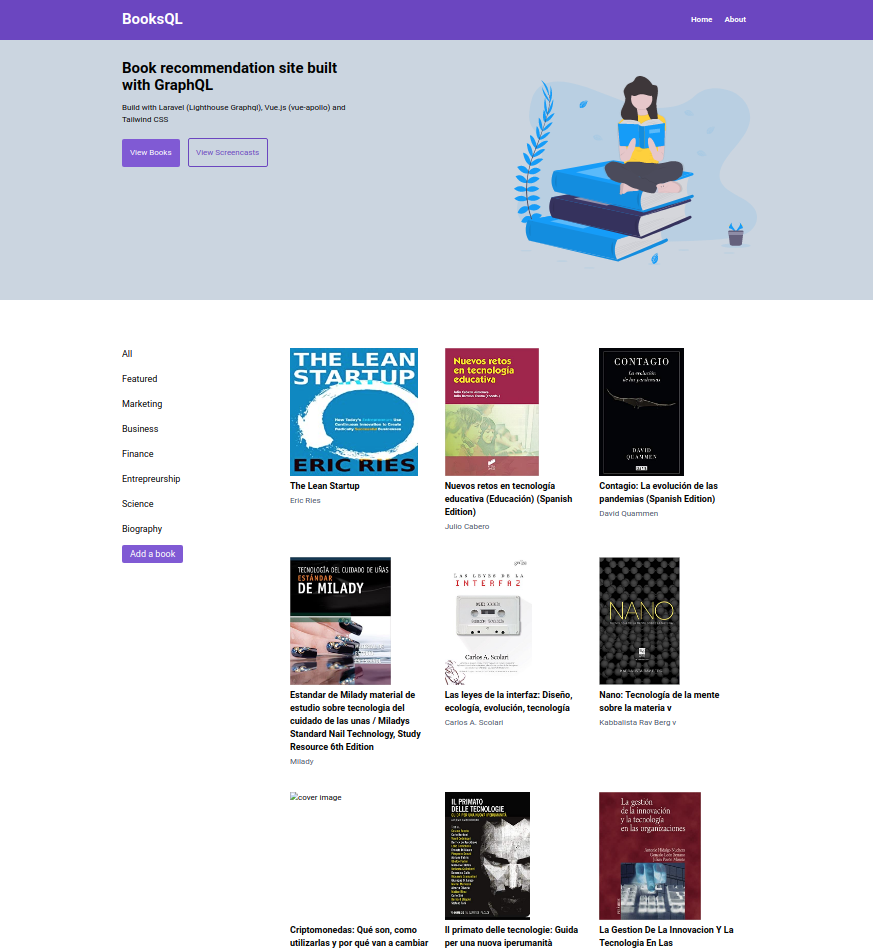 BooksQL
Home
About
Book recommendation site built
with GraphQL
Build with Laravel (Lighthouse Graphql), Vue.js (vue-apollo) and
Tailwind CSS
View Books
View Screencasts
All
Featured
Marketing
Business
Finance
Entrepreurship
Science
Biography
Add a book
THE LEAN
STARTUP
ERIC RIES
The Lean Startup
Eric Ries
Nuevos retos
en tecnología
educativa
Nuevos retos en tecnología
educativa (Educación) (Spanish
Edition)
Julio Cabero
CONTAGIO
La evolución
de las pandemias
DAVID
QUAMMEN
Contagio: La evolución de las
pandemias (Spanish Edition)
David Quammen
TECNOLOGÍA DEL CUIDADO DE UÑAS
ESTÁNDAR
DE MILADY
Estandar de Milady material de
estudio sobre tecnologia del
cuidado de las unas / Miladys
Standard Nail Technology, Study
Resource 6th Edition
Milady
LAS LEYES DE LA
INTERFAZ
Carlos A. Scolari
Las leyes de la interfaz: Diseño,
ecología, evolución, tecnología
Carlos A. Scolari
NANO
Nano: Tecnología de la mente
sobre la materia v
Kabbalista Rav Berg v
cover image
Criptomonedas: Qué son, como
utilizarlas y por qué van a cambiar
IL PRIMATO
DELLE TECNOLOGIE
Il primato delle tecnologie: Guida
per una nuova iperumanità
La gestión
de la innovación
y la tecnología
en las organizaciones
La Gestion De La Innovacion Y La
Tecnologia En Las